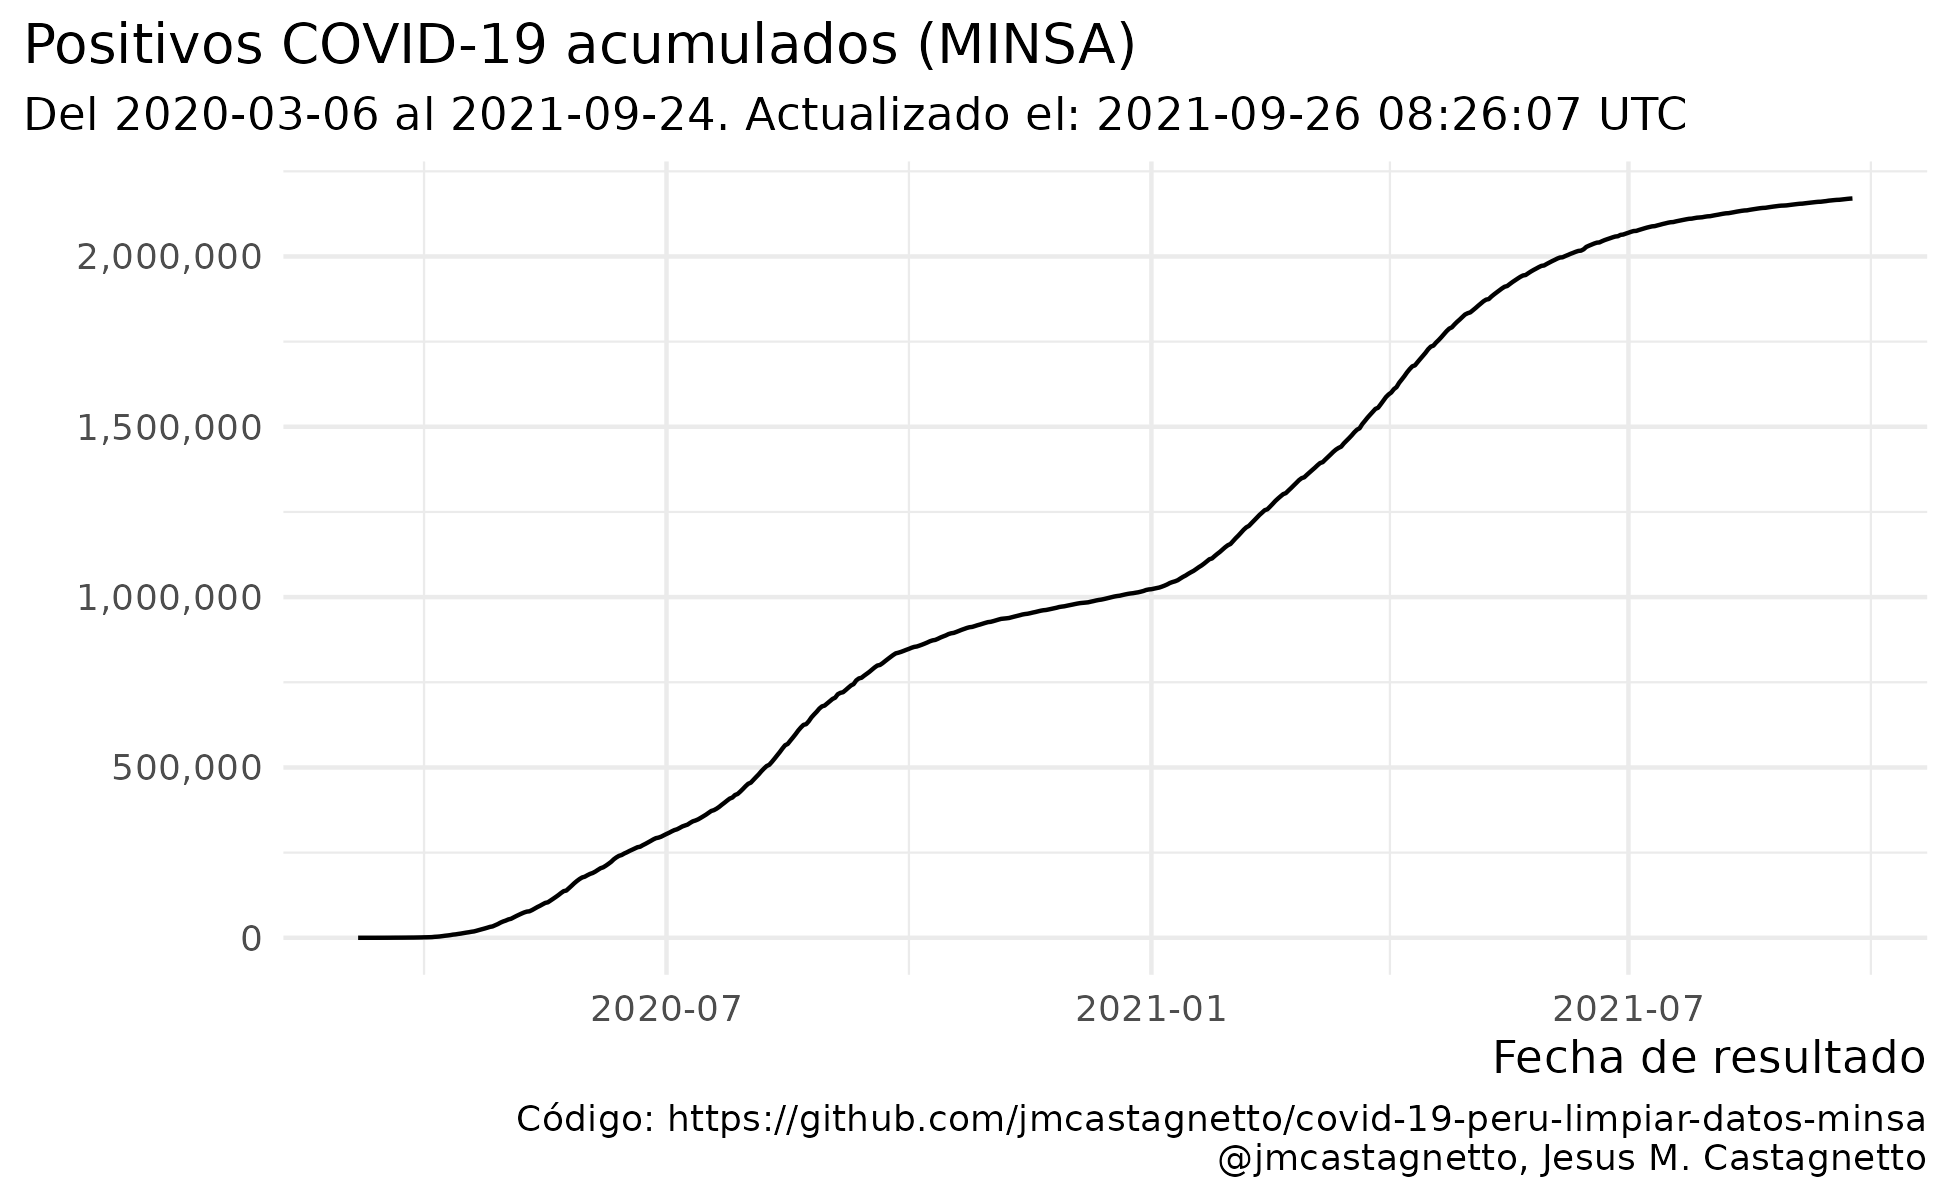 Positivos COVID-19 acumulados (MINSA)
Del 2020-03-06 al 2021-09-24. Actualizado el: 2021-09-26 08:26:07 UTC
2,000,000
1,500,000
1,000,000
500,000
0
2020-07 2021-01 2021-07
Fecha de resultado
Código: https://github.com/jmcastagnetto/covid-19-peru-limpiar-datos-minsa
@jmcastagnetto, Jesus M. Castagnetto